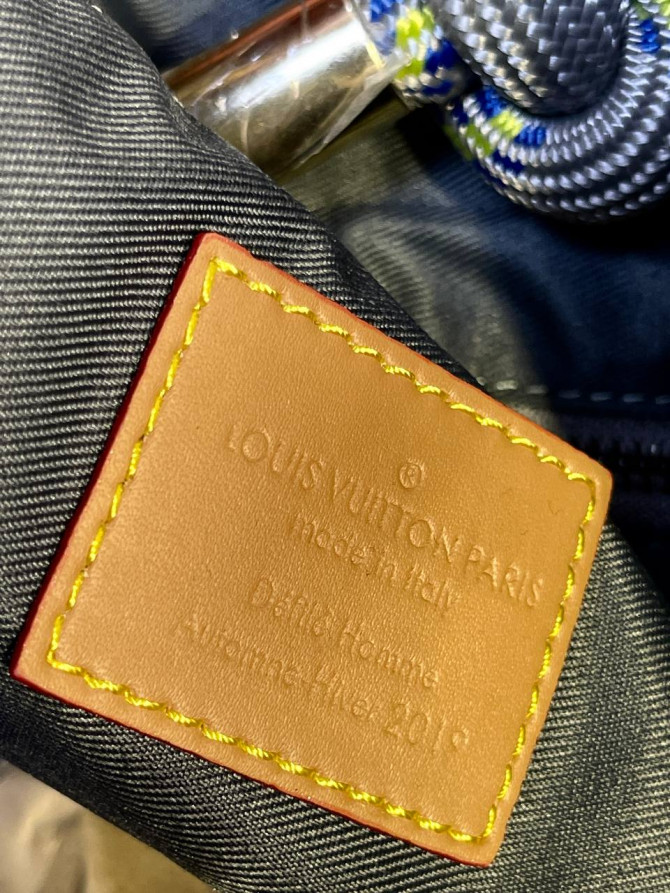 ®
LOUIS VUITTON PARIS
made in Italy
Défilé Homme
Automne-Hiver 2019